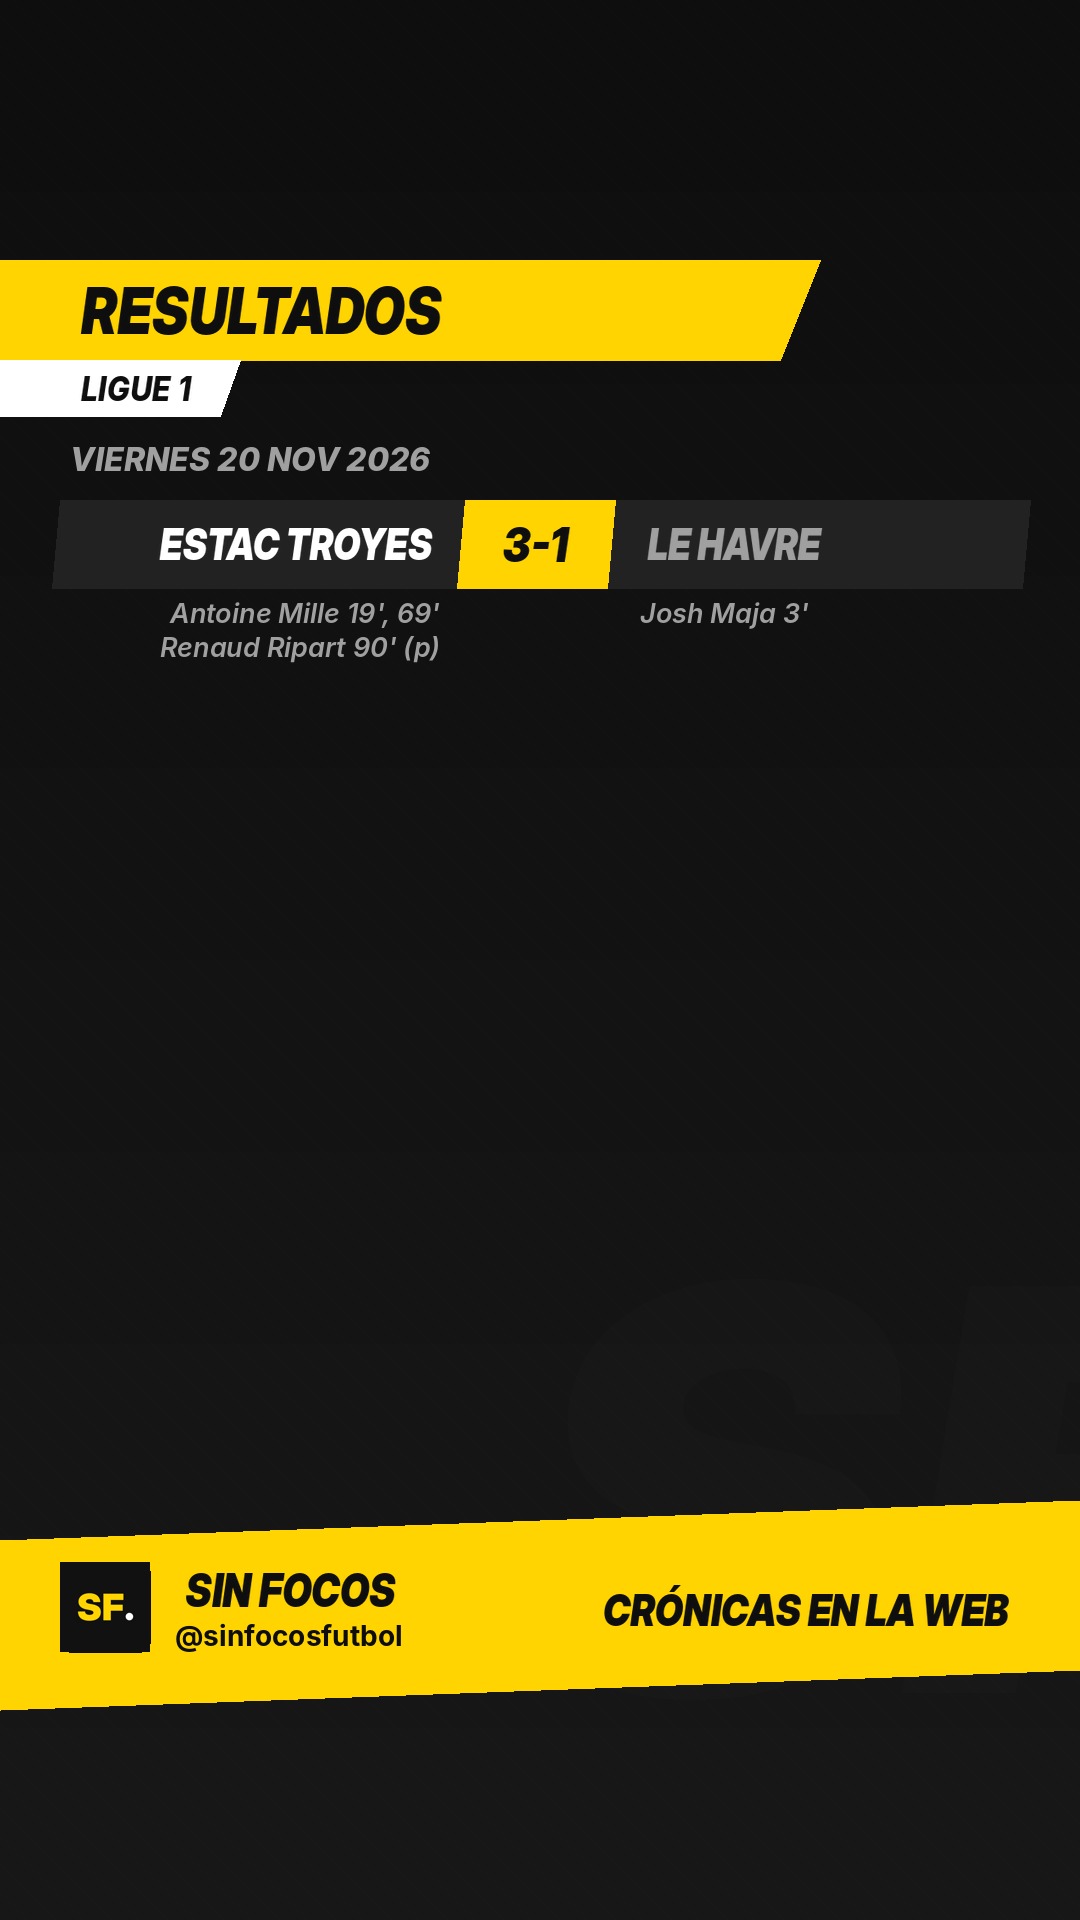 RESULTADOS
LIGUE 1
VIERNES 20 NOV 2026
ESTAC TROYES 3-1 LE HAVRE
Antoine Mille 19', 69' Josh Maja 3'
Renaud Ripart 90' (p)
SF
SF. SIN FOCOS
@sinfocosfutbol
CRÓNICAS EN LA WEB